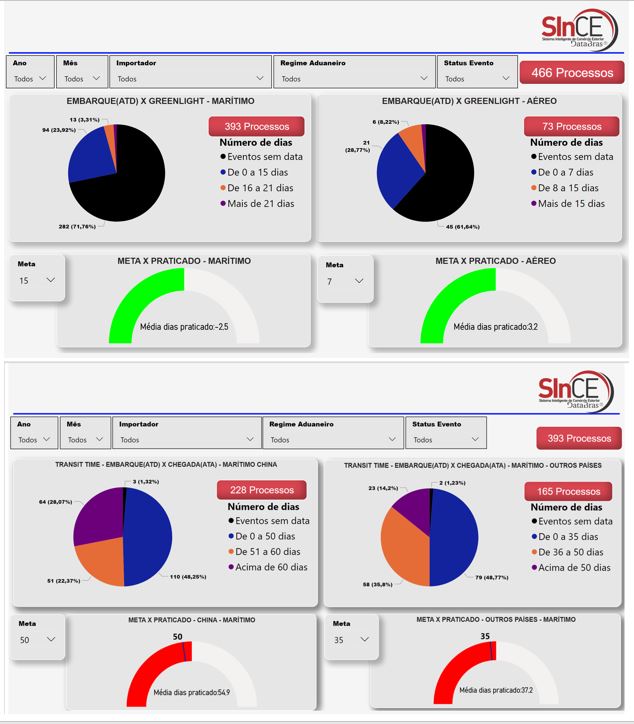 SInCE
Sistema Inteligente de Comércio Exterior
DataBras®
Ano
Todos
Mês
Todos
Importador
Todos
Regime Aduaneiro
Todos
Status Evento
Todos
466 Processos
EMBARQUE(ATD) X GREENLIGHT - MARÍTIMO
13 (3,31%)
94 (23,92%)
282 (71,76%)
393 Processos
Número de dias
Eventos sem data
De 0 a 15 dias
De 16 a 21 dias
Mais de 21 dias
EMBARQUE(ATD) X GREENLIGHT - AÉREO
6 (8,22%)
21
(28,77%)
45 (61,64%)
73 Processos
Número de dias
Eventos sem data
De 0 a 7 dias
De 8 a 15 dias
Mais de 15 dias
Meta
15
META X PRATICADO - MARÍTIMO
Média dias praticado:-2,5
Meta
7
META X PRATICADO - AÉREO
Média dias praticado:3,2
SInCE
Sistema Inteligente de Comércio Exterior
DataBras®
Ano
Todos
Mês
Todos
Importador
Todos
Regime Aduaneiro
Todos
Status Evento
Todos
393 Processos
TRANSIT TIME - EMBARQUE(ATD) X CHEGADA(ATA) - MARÍTIMO CHINA
3 (1,32%)
64 (28,07%)
51 (22,37%)
110 (48,25%)
228 Processos
Número de dias
Eventos sem data
De 0 a 50 dias
De 51 a 60 dias
Acima de 60 dias
TRANSIT TIME - EMBARQUE(ATD) X CHEGADA(ATA) - MARÍTIMO - OUTROS PAÍSES
2 (1,23%)
23 (14,2%)
58 (35,8%)
79 (48,77%)
165 Processos
Número de dias
Eventos sem data
De 0 a 35 dias
De 36 a 50 dias
Acima de 50 dias
Meta
50
META X PRATICADO - CHINA - MARÍTIMO
50
Média dias praticado:54,9
Meta
35
META X PRATICADO - OUTROS PAÍSES - MARÍTIMO
35
Média dias praticado:37,2